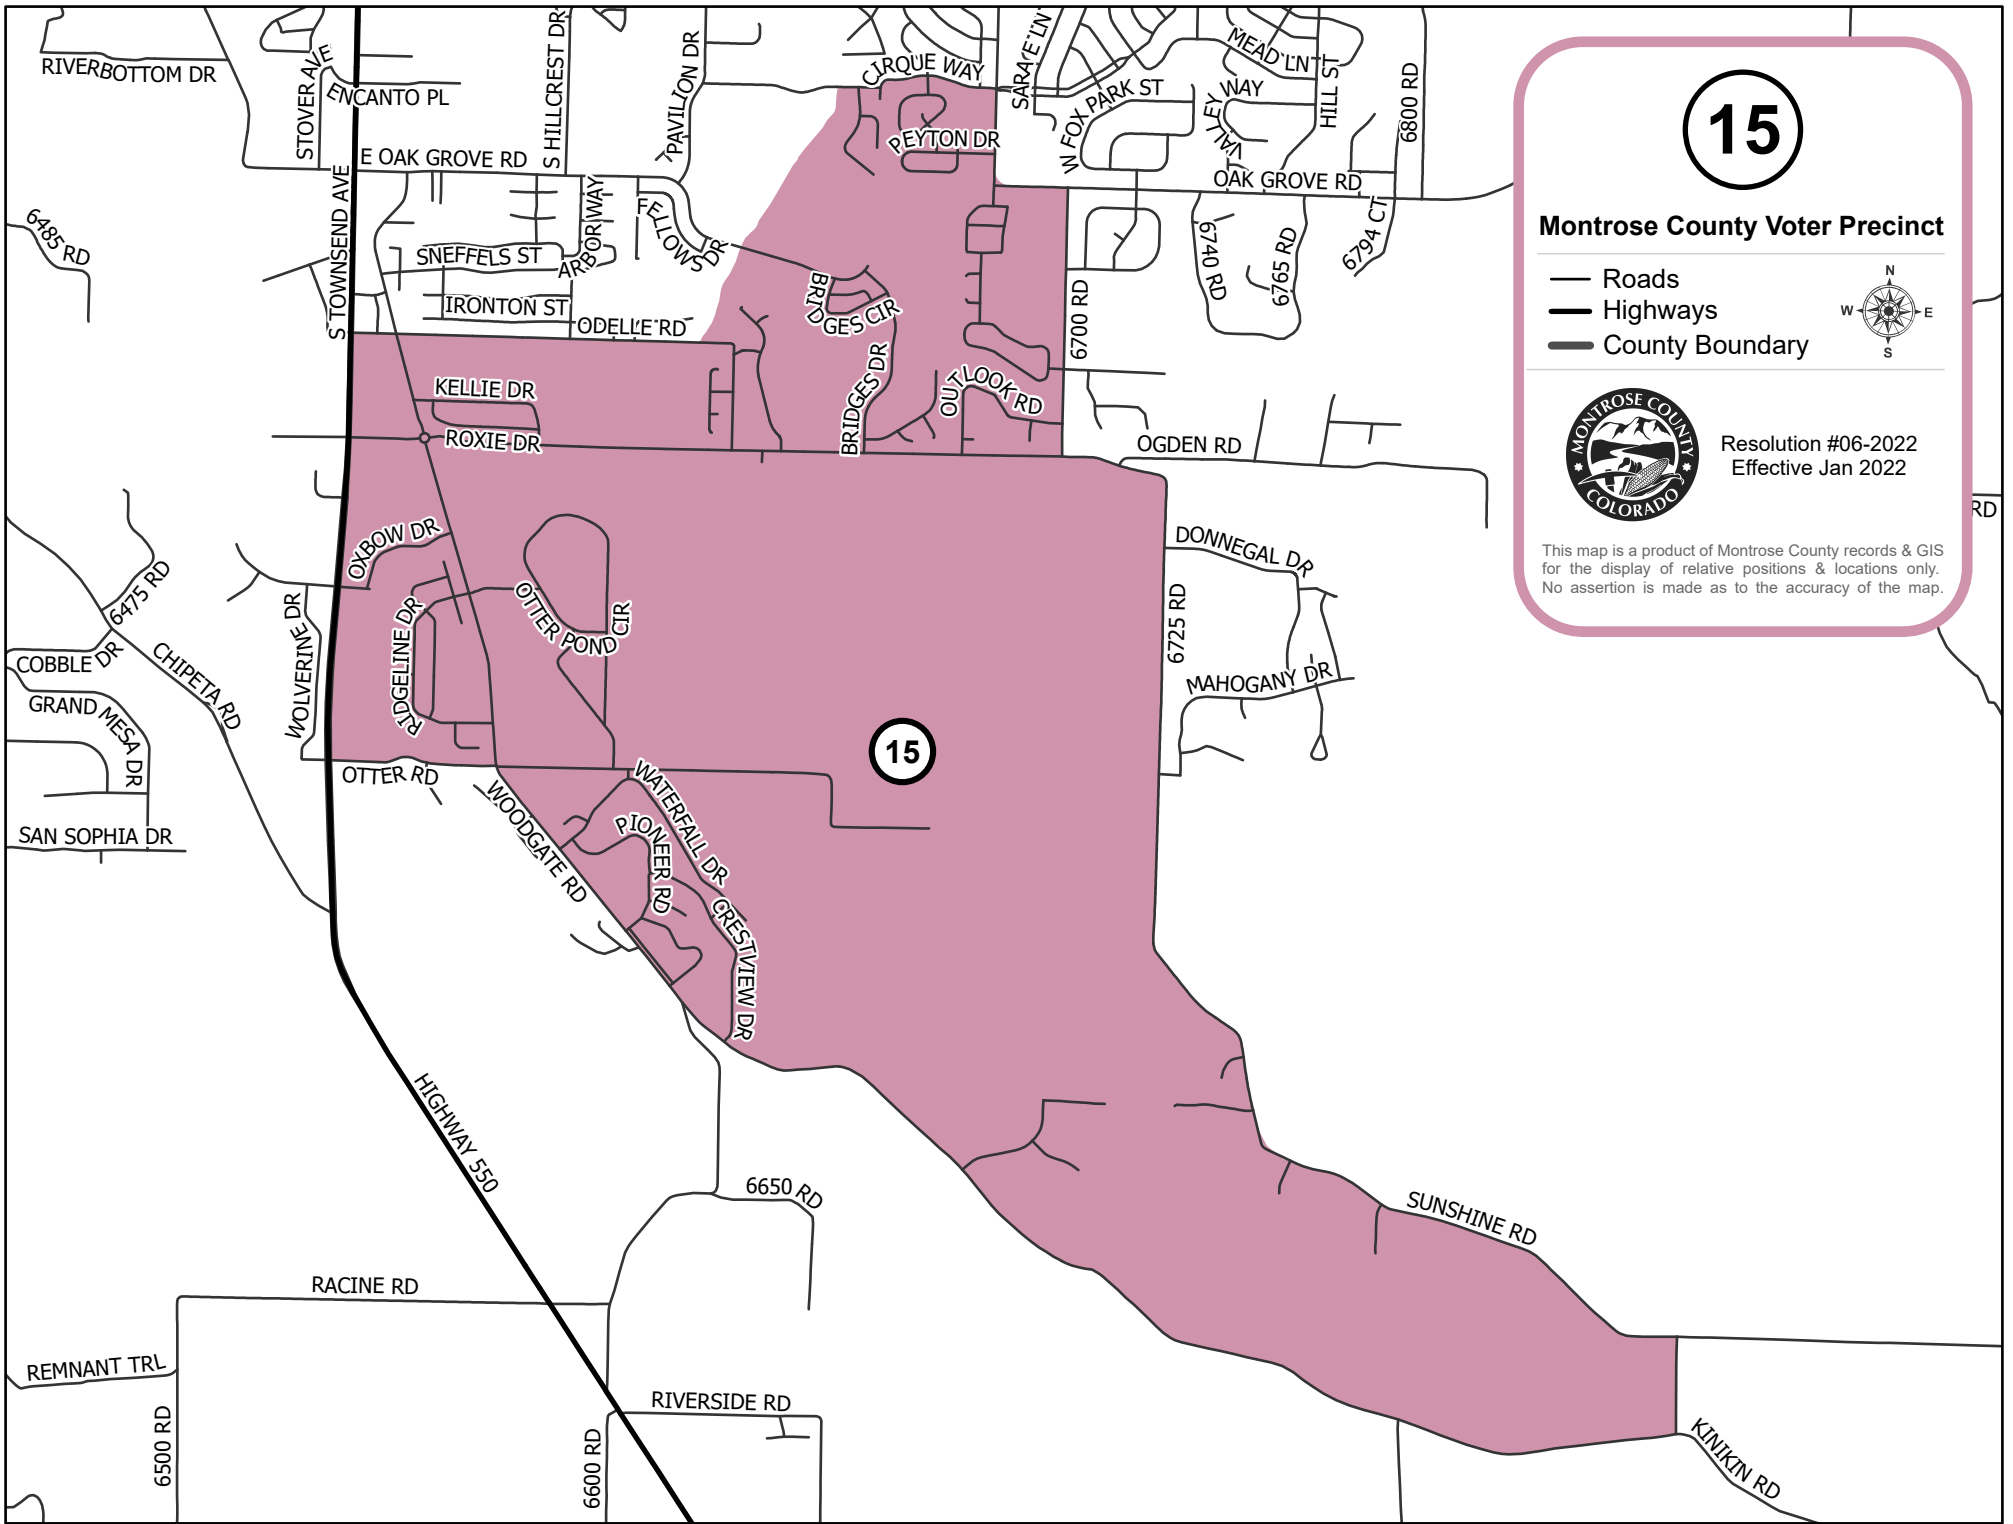 RIVERBOTTOM DR
STOVER AVE
ENCANTO PL
S HILLCREST DR
PAVILION DR
CIRQUE WAY
W FOX PARK ST
MEAD LN
VALLEY WAY
HILL ST
6800 RD
E OAK GROVE RD
S TOWNSEND AVE
PEYTON DR
OAK GROVE RD
6485 RD
SNEFFELS ST
ARBOR WAY
FELLOWS DR
6740 RD
6765 RD
6794 CT
IRONTON ST
ODELLE RD
BRIDGES CIR
6700 RD
KELLIE DR
ROXIE DR
BRIDGES DR
OUTLOOK RD
OGDEN RD
OXBOW DR
DONNEGAL DR
6475 RD
WOLVERINE DR
RIDGELINE DR
OTTER POND CIR
6725 RD
COBBLE DR
CHIPETA RD
MAHOGANY DR
GRAND MESA DR
15
OTTER RD
WATERFALL DR
WOODGATE RD
PIONEER RD
SAN SOPHIA DR
CRESTVIEW DR
HIGHWAY 550
6650 RD
SUNSHINE RD
RACINE RD
REMNANT TRL
RIVERSIDE RD
6500 RD
6600 RD
KINIKIN RD
RD
15
Montrose County Voter Precinct
Roads
Highways
County Boundary
N
W E
S
MONTROSE COUNTY
COLORADO
Resolution #06-2022
Effective Jan 2022
This map is a product of Montrose County records & GIS
for the display of relative positions & locations only.
No assertion is made as to the accuracy of the map.